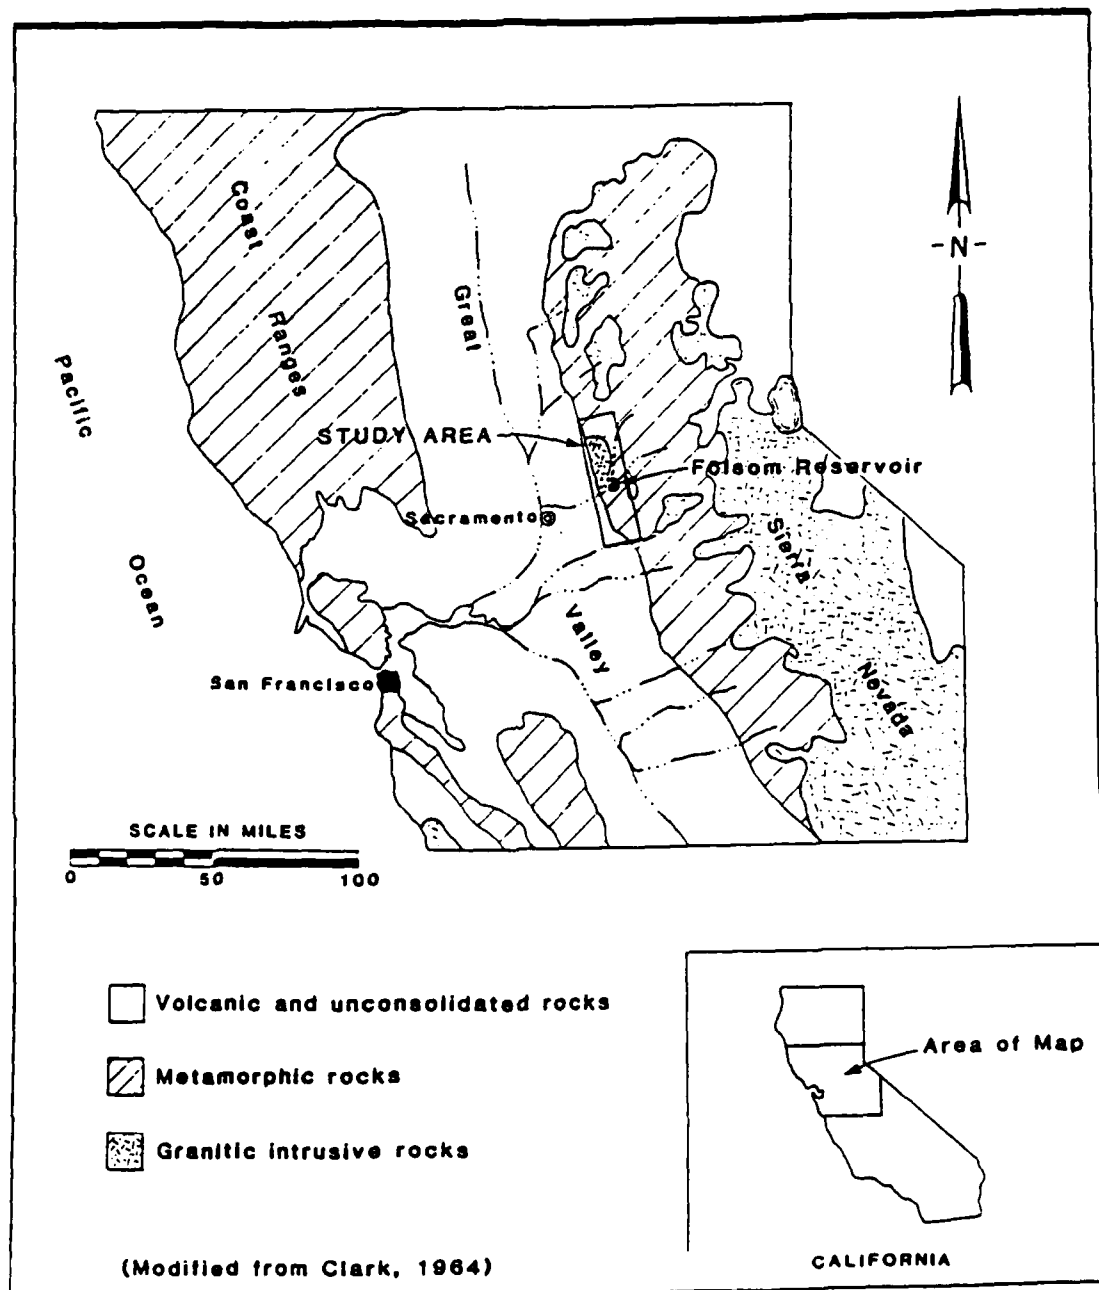 Coast
Ranges
Great
Valley
Pacific
Ocean
-N-
STUDY AREA
Folsom Reservoir
Sacramento
Sierra
Nevada
San Francisco
SCALE IN MILES
0 50 100
Volcanic and unconsolidated rocks
Metamorphic rocks
Granitic intrusive rocks
(Modified from Clark, 1964)
Area of Map
CALIFORNIA